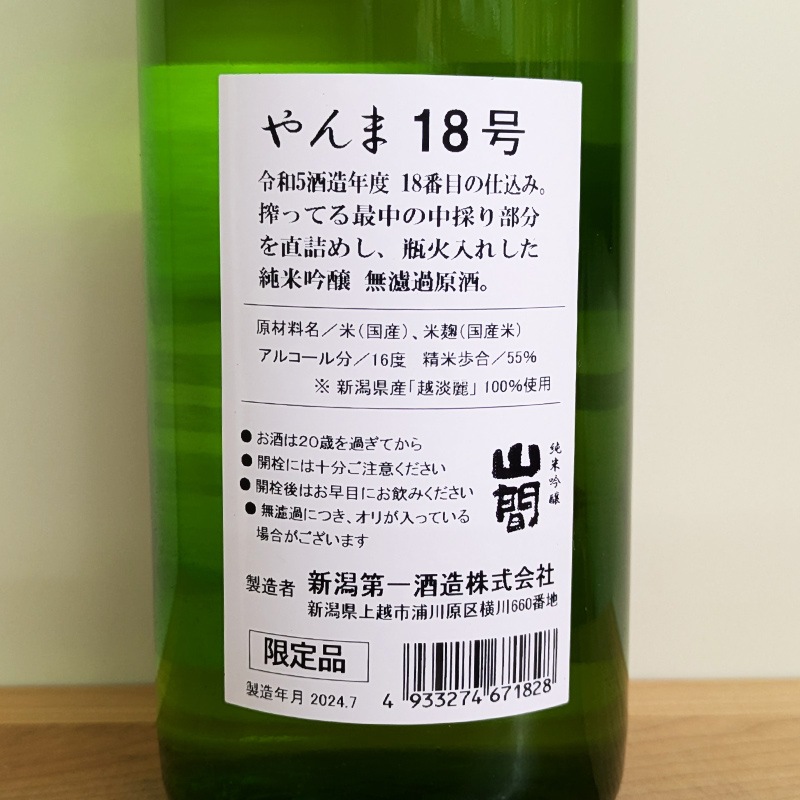 やんま 18号
令和5酒造年度 18番目の仕込み。
搾ってる最中の中採り部分
を直詰めし、瓶火入れした
純米吟醸 無濾過原酒。
原材料名／米(国産)、米麹(国産米)
アルコール分／16度 精米歩合／55%
※ 新潟県産「越淡麗」100%使用
●お酒は20歳を過ぎてから
●開栓には十分ご注意ください
●開栓後はお早目にお飲みください
●無濾過につき、オリが入っている
場合がございます
純米吟醸
山間
製造者 新潟第一酒造株式会社
新潟県上越市浦川原区横川660番地
限定品
製造年月 2024.7
4 933274 671828